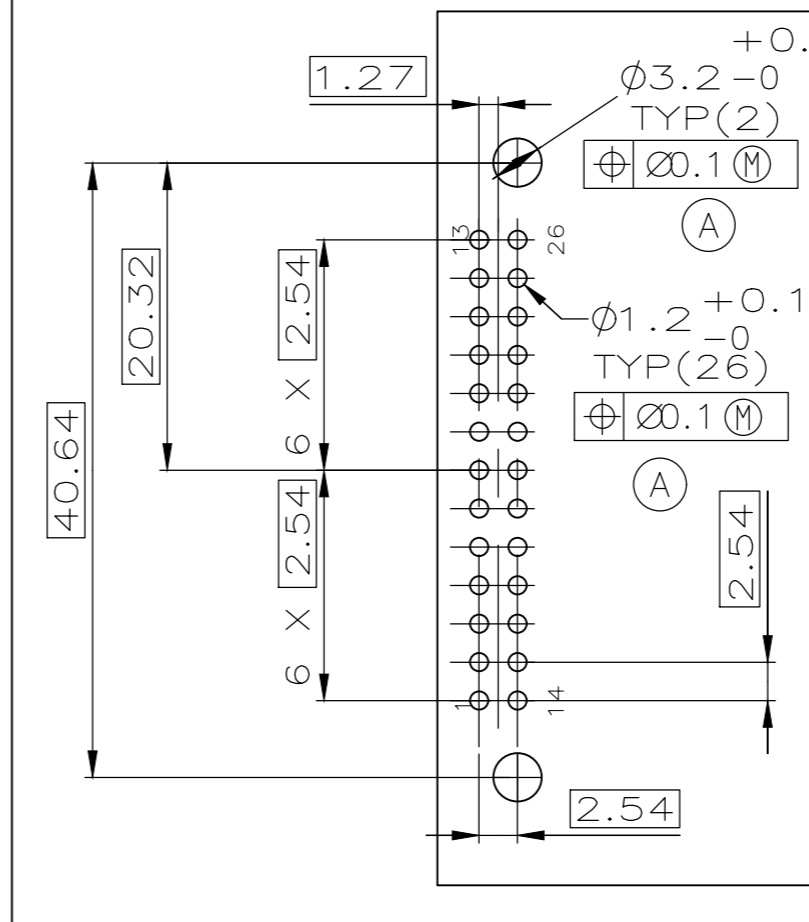 +0.
1.27
Ø3.2 -0
TYP(2)
⌖ Ø0.1 Ⓜ
A
13
26
20.32
6 X 2.54
Ø1.2 +0.1
-0
TYP(26)
⌖ Ø0.1 Ⓜ
A
40.64
6 X 2.54
2.54
1
14
2.54